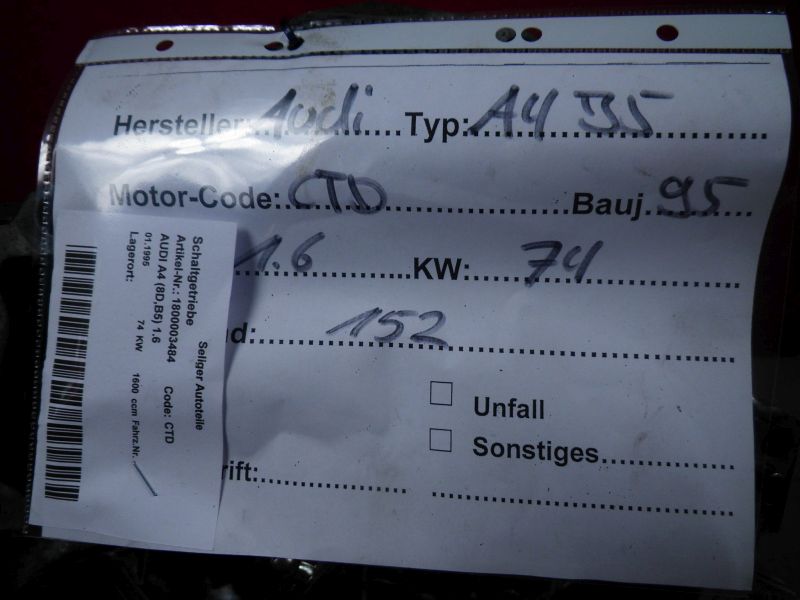 Hersteller: Audi Typ: A4 B5
Motor-Code: CTD Bauj. 95
1.6 KW: 74
d: 152
Unfall
Sonstiges
rift:
Schaltgetriebe Seliger Autoteile
Artikel-Nr.: 1800003484 Code: CTD
AUDI A4 (8D,B5) 1.6
01.1995 74 KW 1600 ccm Fahrz.Nr.
Lagerort: